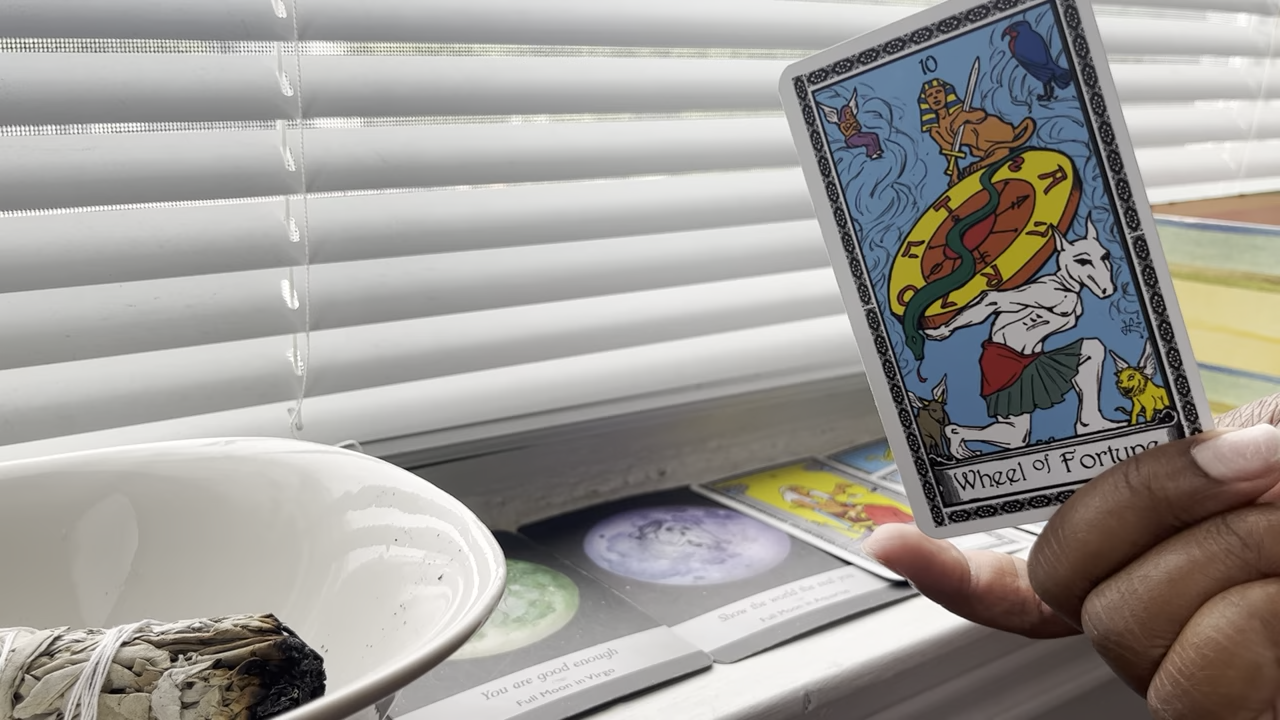 10
T
A
R
O
Wheel of Fortune
Show the world the real you
Full Moon in Aquarius
You are good enough
Full Moon in Virgo